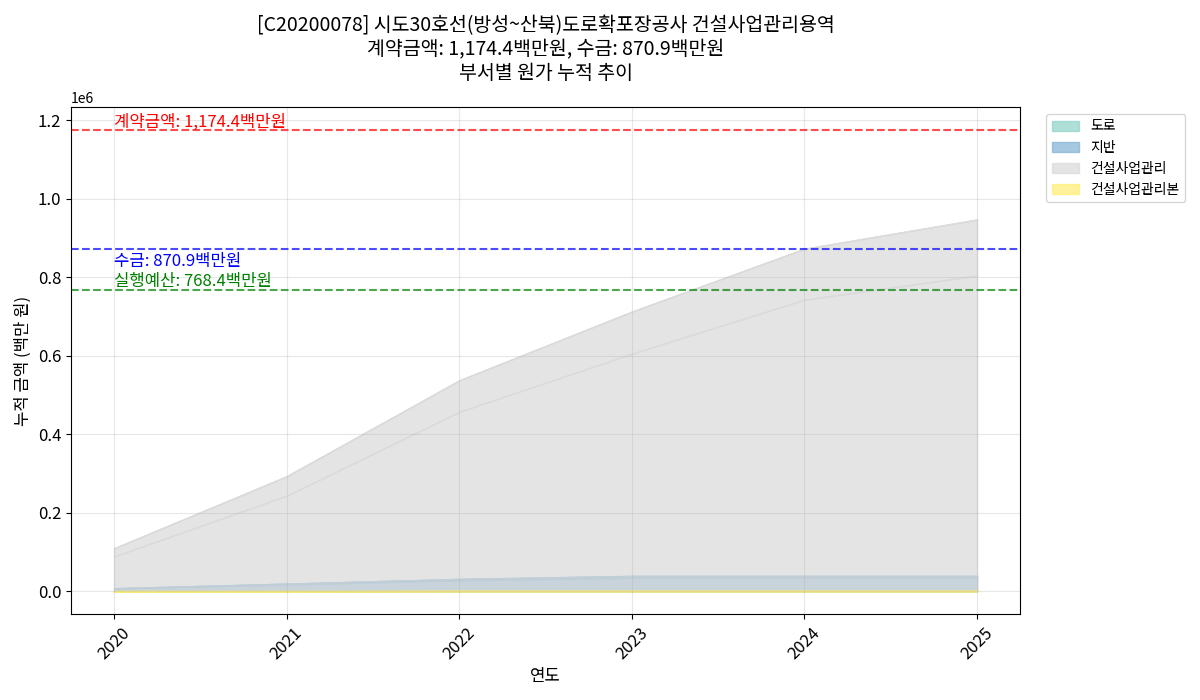 [C20200078] 시도30호선(방성~산북)도로확포장공사 건설사업관리용역
계약금액: 1,174.4백만원, 수금: 870.9백만원
부서별 원가 누적 추이
1e6
1.2
1.0
0.8
0.6
0.4
0.2
0.0
누적 금액 (백만 원)
계약금액: 1,174.4백만원
수금: 870.9백만원
실행예산: 768.4백만원
2020
2021
2022
2023
2024
2025
연도
도로
지반
건설사업관리
건설사업관리본